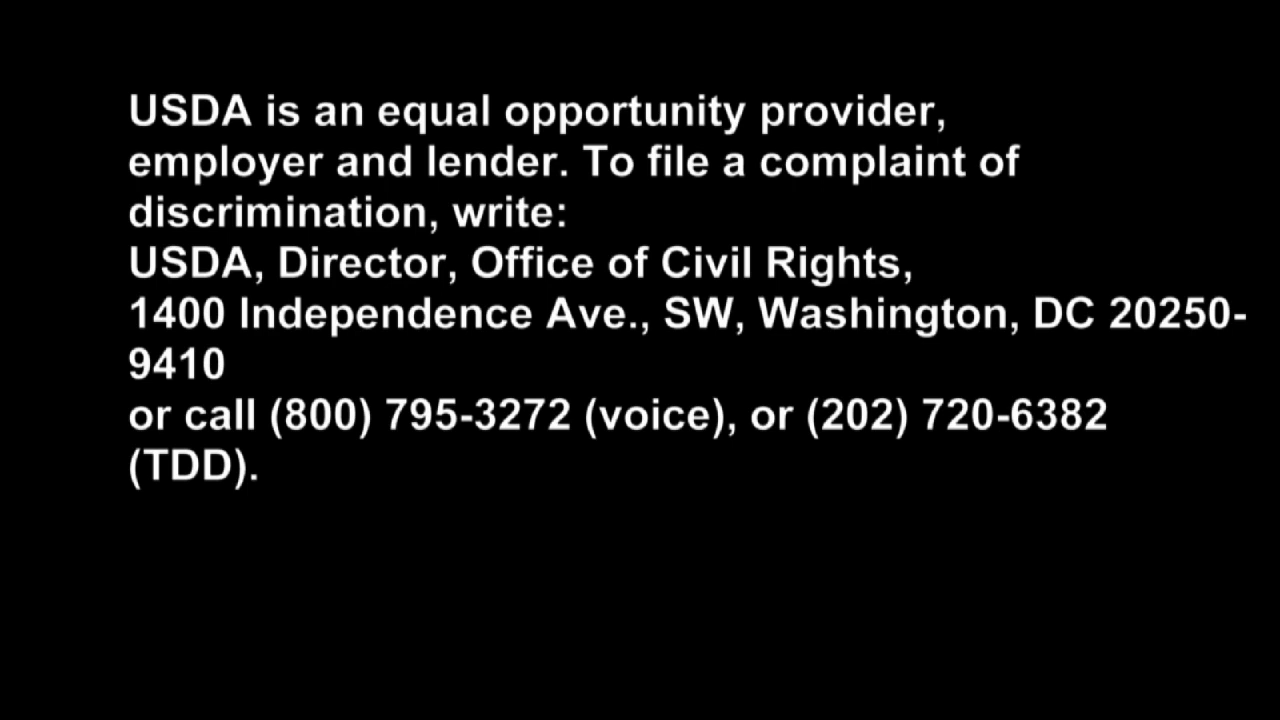 USDA is an equal opportunity provider,
employer and lender. To file a complaint of
discrimination, write:
USDA, Director, Office of Civil Rights,
1400 Independence Ave., SW, Washington, DC 20250-
9410
or call (800) 795-3272 (voice), or (202) 720-6382
(TDD).